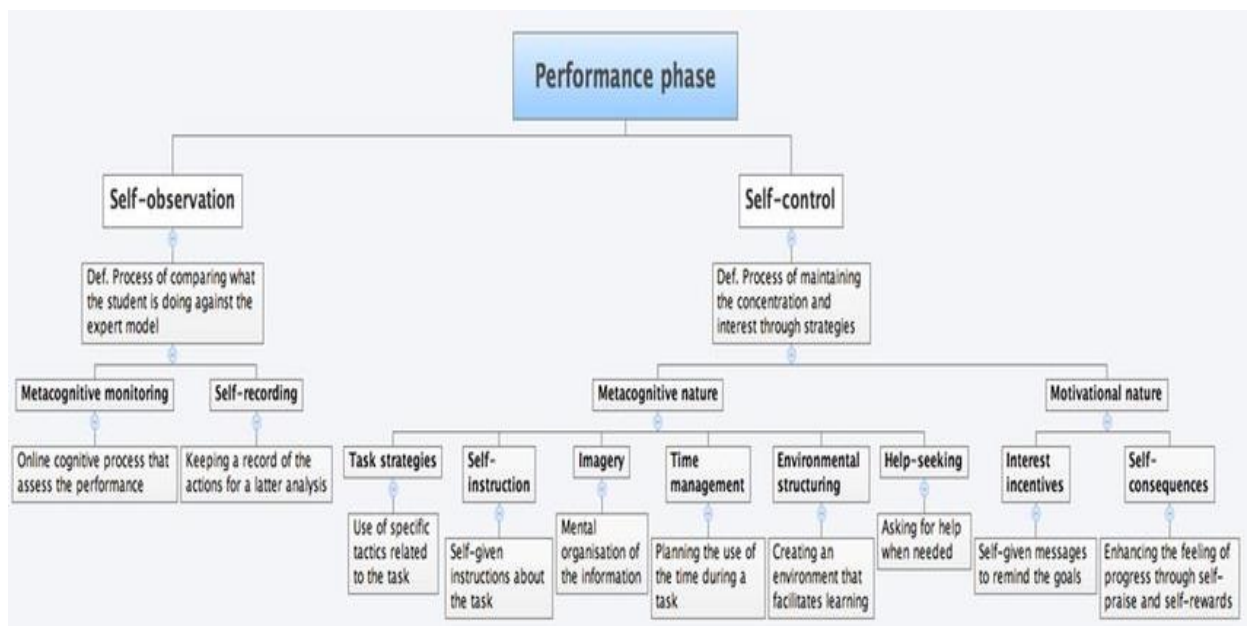 Performance phase
Self-observation
Self-control
Def. Process of comparing what
the student is doing against the
expert model
Def. Process of maintaining
the concentration and
interest through strategies
Metacognitive monitoring
Self-recording
Metacognitive nature
Motivational nature
Online cognitive process that
assess the performance
Keeping a record of the
actions for a latter analysis
Task strategies
Self-
instruction
Imagery
Time
management
Environmental
structuring
Help-seeking
Interest
incentives
Self-
consequences
Use of specific
tactics related
to the task
Self-given
instructions about
the task
Mental
organisation of
the information
Planning the use of
the time during a
task
Creating an
environment that
facilitates learning
Asking for help
when needed
Self-given messages
to remind the goals
Enhancing the feeling of
progress through self-
praise and self-rewards